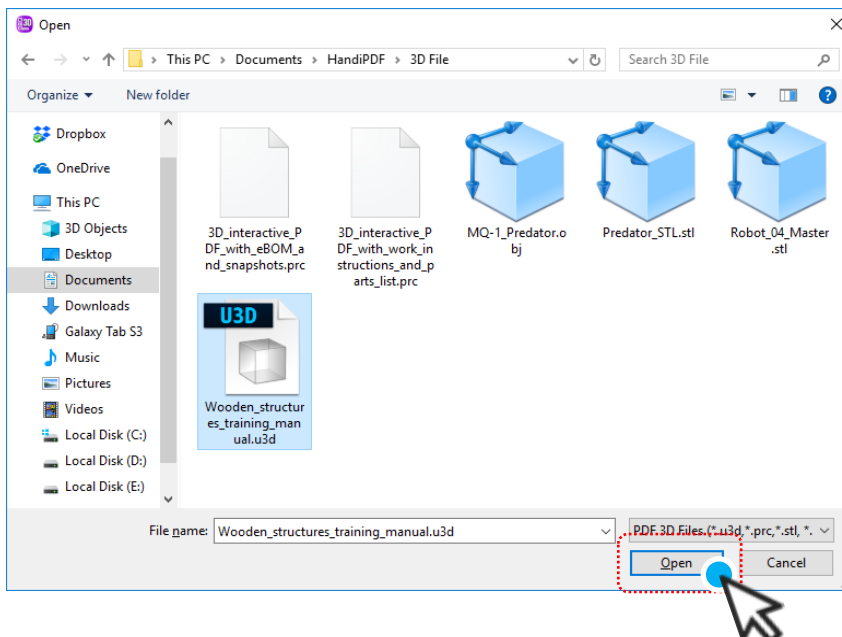 3D
Open
This PC > Documents > HandiPDF > 3D File
Search 3D File
Organize
New folder
Dropbox
OneDrive
This PC
3D Objects
Desktop
Documents
Downloads
Galaxy Tab S3
Music
Pictures
Videos
Local Disk (C:)
Local Disk (D:)
Local Disk (E:)
3D_interactive_P
DF_with_eBOM_a
nd_snapshots.prc
3D_interactive_P
DF_with_work_in
structions_and_p
arts_list.prc
MQ-1_Predator.o
bj
Predator_STL.stl
Robot_04_Master
.stl
U3D
Wooden_structur
es_training_man
ual.u3d
File name:
Wooden_structures_training_manual.u3d
PDF 3D Files (*.u3d,*.prc,*.stl, *.
Open
Cancel